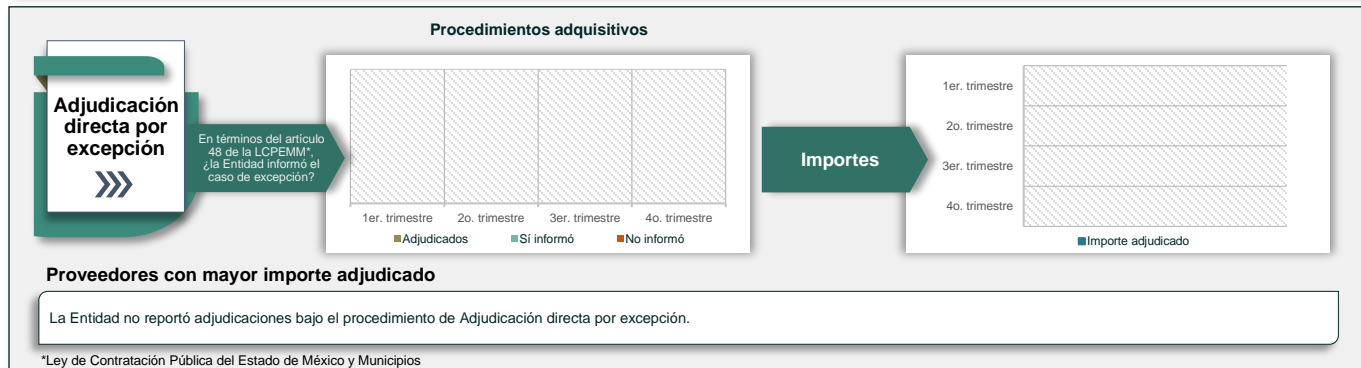 Procedimientos adquisitivos
Adjudicación
directa por
excepción
En términos del artículo
48 de la LCPEMM*,
¿la Entidad informó el
caso de excepción?
1er. trimestre
2o. trimestre
3er. trimestre
4o. trimestre
Adjudicados
Sí informó
No informó
Importes
1er. trimestre
2o. trimestre
3er. trimestre
4o. trimestre
Importe adjudicado
Proveedores con mayor importe adjudicado
La Entidad no reportó adjudicaciones bajo el procedimiento de Adjudicación directa por excepción.
*Ley de Contratación Pública del Estado de México y Municipios